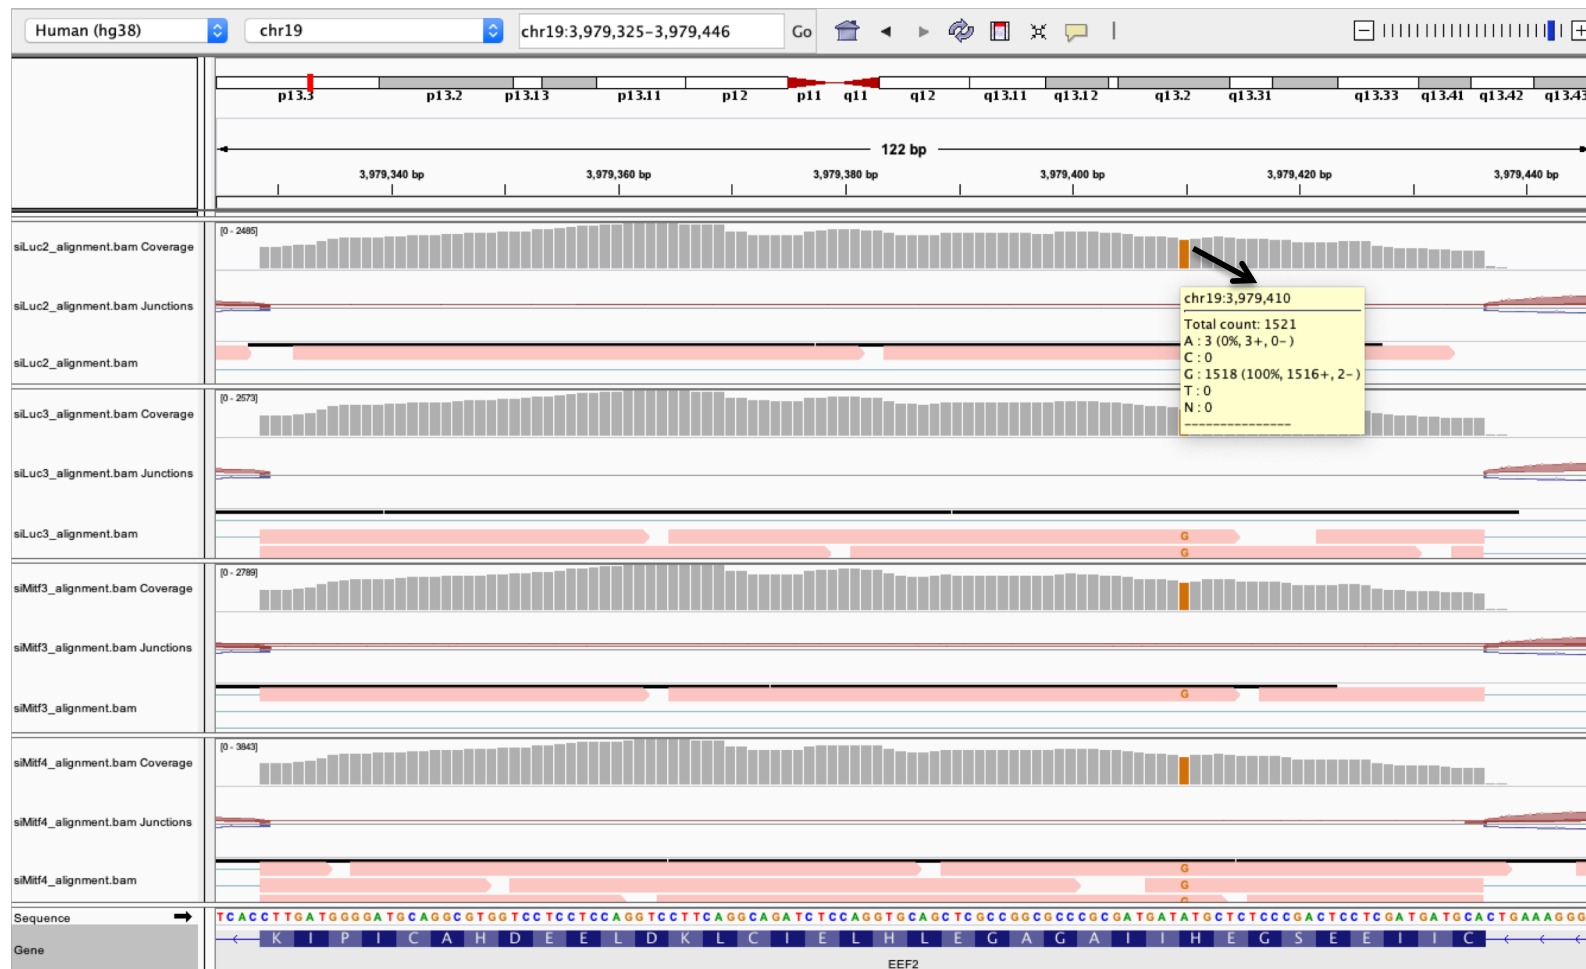 Human (hg38) chr19 chr19:3,979,325-3,979,446 Go
p13.3 p13.2 p13.13 p13.11 p12 p11 q11 q12 q13.11 q13.12 q13.2 q13.31 q13.33 q13.41 q13.42 q13.43
122 bp
3,979,340 bp 3,979,360 bp 3,979,380 bp 3,979,400 bp 3,979,420 bp 3,979,440 bp
siLuc2_alignment.bam Coverage [0 - 2485]
siLuc2_alignment.bam Junctions
siLuc2_alignment.bam
chr19:3,979,410
Total count: 1521
A : 3 (0%, 3+, 0- )
C : 0
G : 1518 (100%, 1516+, 2- )
T : 0
N : 0
---------------
siLuc3_alignment.bam Coverage [0 - 2573]
siLuc3_alignment.bam Junctions
siLuc3_alignment.bam
G
G
siMitf3_alignment.bam Coverage [0 - 2789]
siMitf3_alignment.bam Junctions
siMitf3_alignment.bam
G
siMitf4_alignment.bam Coverage [0 - 3843]
siMitf4_alignment.bam Junctions
siMitf4_alignment.bam
G
G
G
Sequence TCACCTTGATGGGGATGCAGGCGTGGTCCTCCTCCAGGTCCTTCAGGCAGATCTCCAGGTGCAGCTCGCCGGCGCCCGCGATGATATGCTCTCCCGACTCCTCGATGATGCACTGAAAGGG
Gene K I P I C A H D E E L D K L C I E L H L E G A G A I I H E G S E E I I C
EEF2